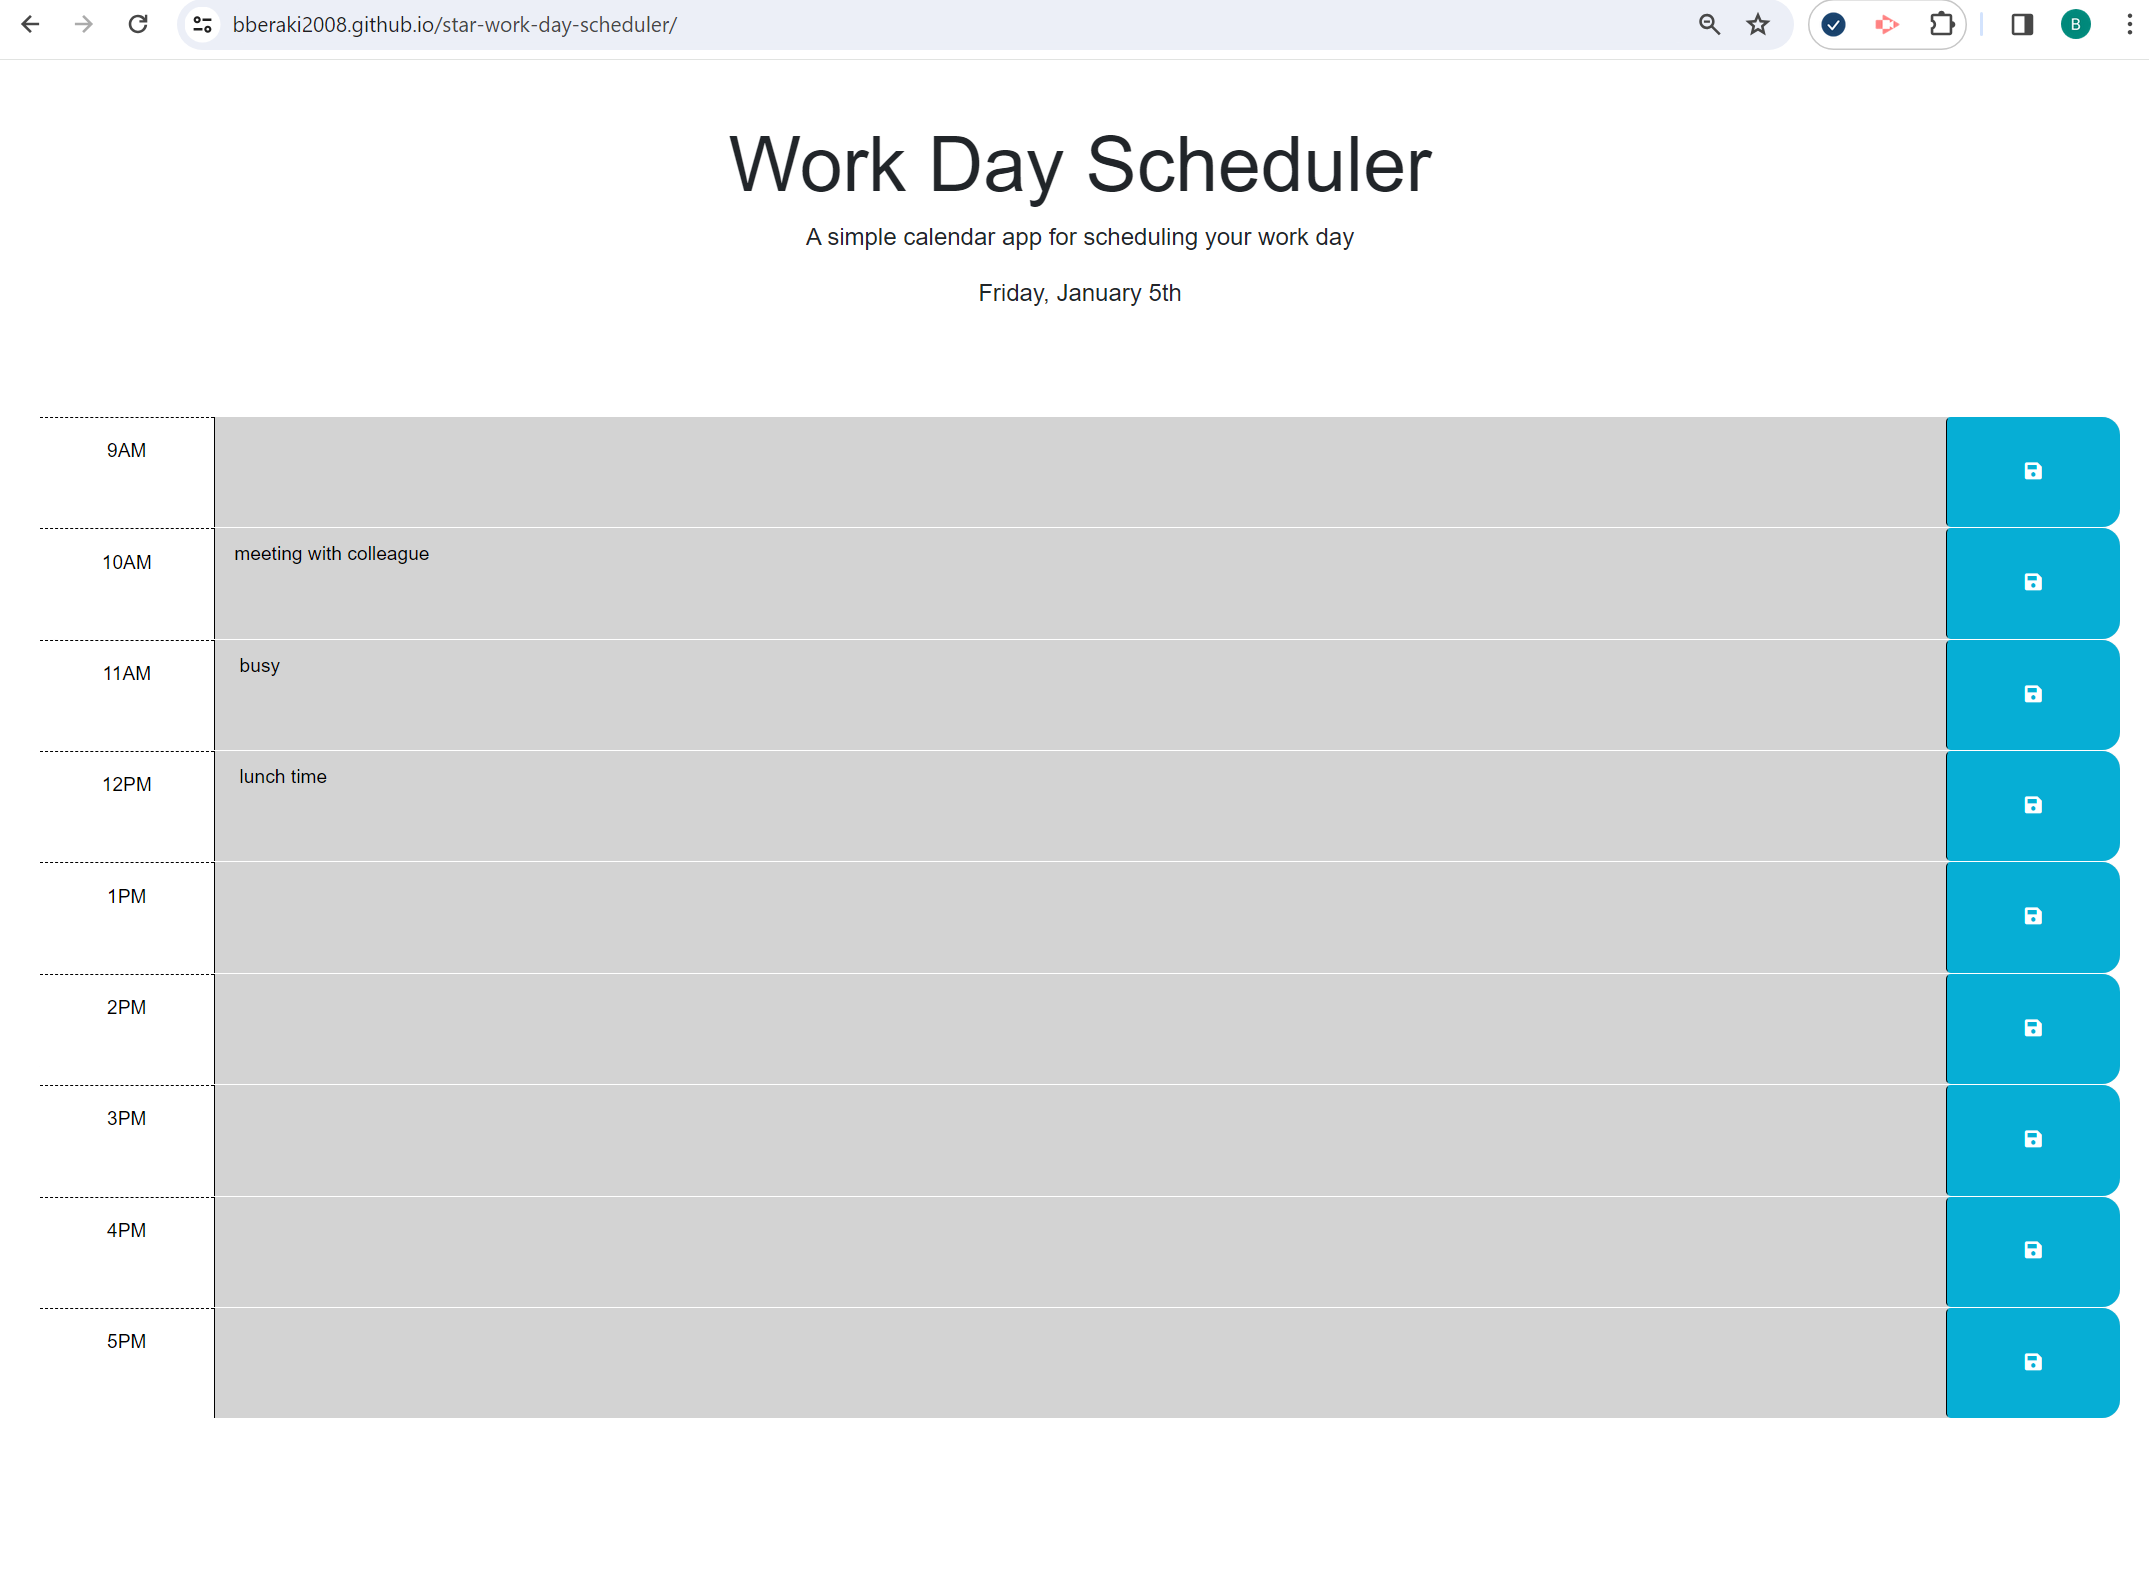 bberaki2008.github.io/star-work-day-scheduler/
B
Work Day Scheduler
A simple calendar app for scheduling your work day
Friday, January 5th
9AM
10AM meeting with colleague
11AM busy
12PM lunch time
1PM
2PM
3PM
4PM
5PM